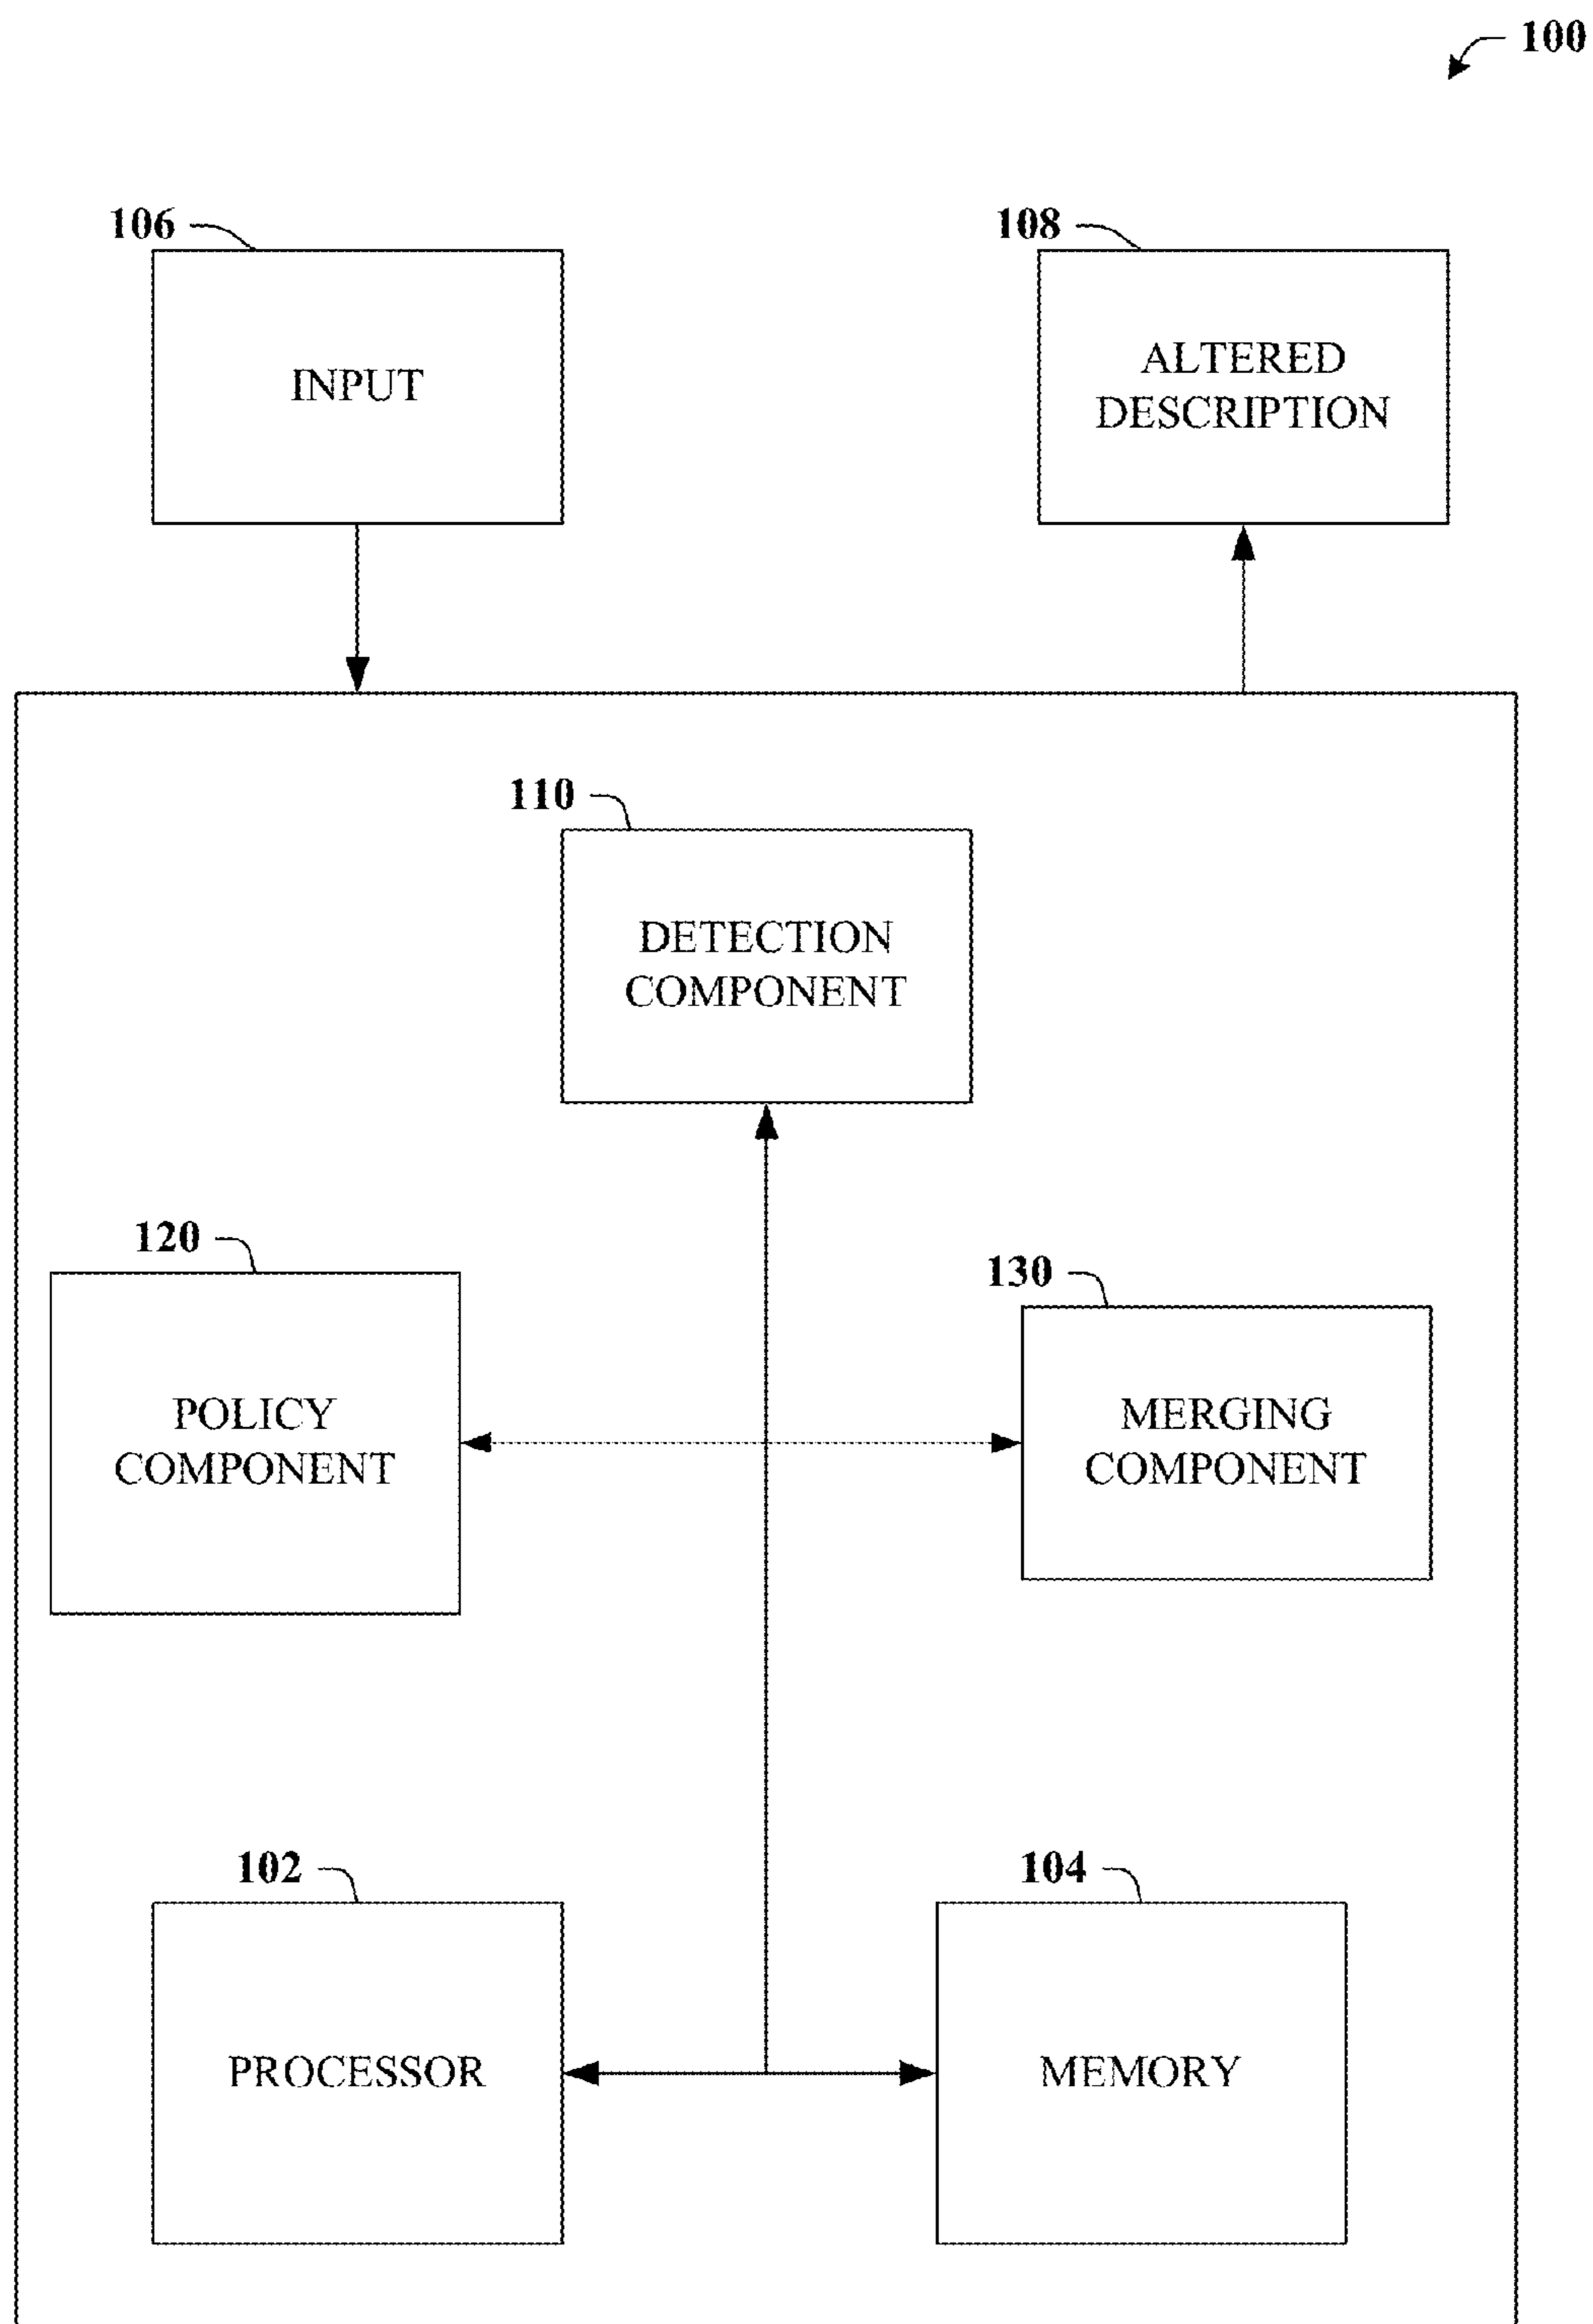 100
106
108
INPUT
ALTERED
DESCRIPTION
110
DETECTION
COMPONENT
120
130
POLICY
COMPONENT
MERGING
COMPONENT
102
104
PROCESSOR
MEMORY